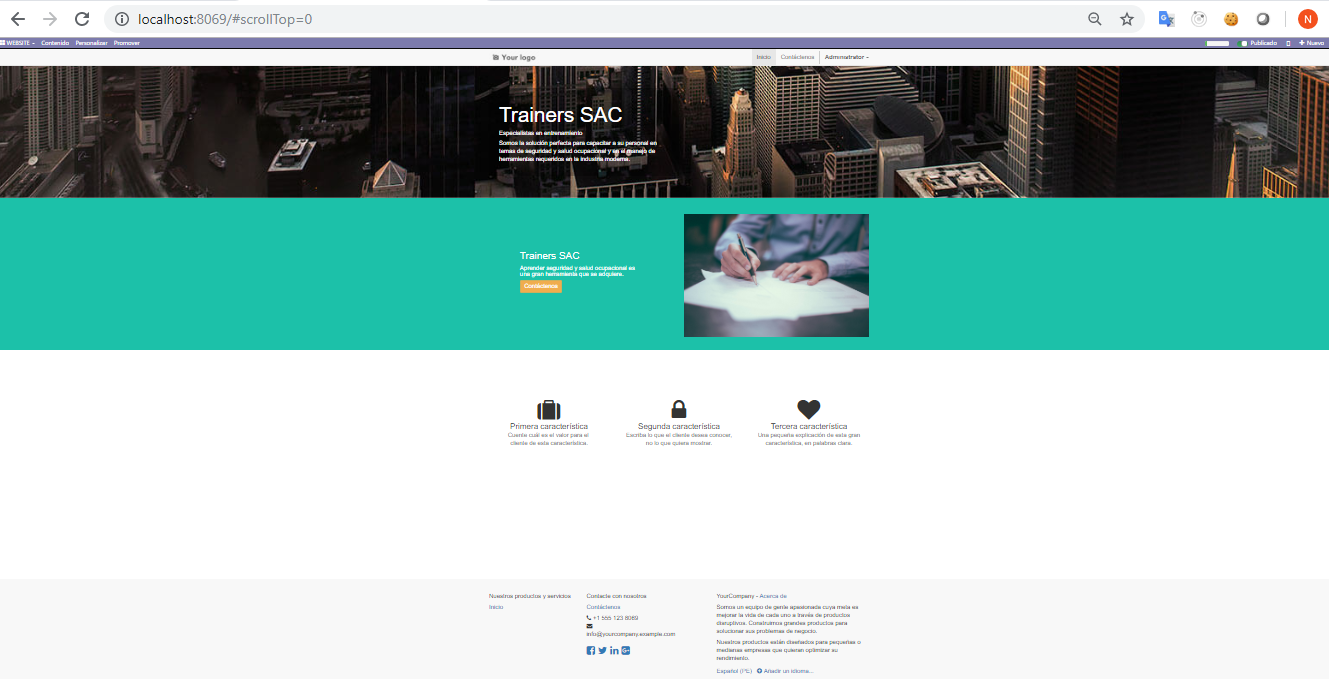 localhost:8069/#scrollTop=0
N
WEBSITE Contenido Personalizar Promover
Publicado + Nuevo
Your logo
Inicio Contáctenos Administrator
Trainers SAC
Especialistas en entrenamiento
Somos la solución perfecta para capacitar a su personal en
temas de seguridad y salud ocupacional y en el manejo de
herramientas requeridos en la industria moderna.
Trainers SAC
Aprender seguridad y salud ocupacional es
una gran herramienta que se adquiere.
Contáctenos
Primera característica
Cuente cuál es el valor para el
cliente de esta característica.
Segunda característica
Escriba lo que el cliente desea conocer,
no lo que quiera mostrar.
Tercera característica
Una pequeña explicación de esta gran
característica, en palabras clara.
Nuestros productos y servicios
Inicio
Contacte con nosotros
Contáctenos
+1 555 123 8069
info@yourcompany.example.com
YourCompany - Acerca de
Somos un equipo de gente apasionada cuya meta es
mejorar la vida de cada uno a través de productos
disruptivos. Construimos grandes productos para
solucionar sus problemas de negocio.
Nuestros productos están diseñados para pequeñas o
medianas empresas que quieran optimizar su
rendimiento.
Español (PE) Añadir un idioma...